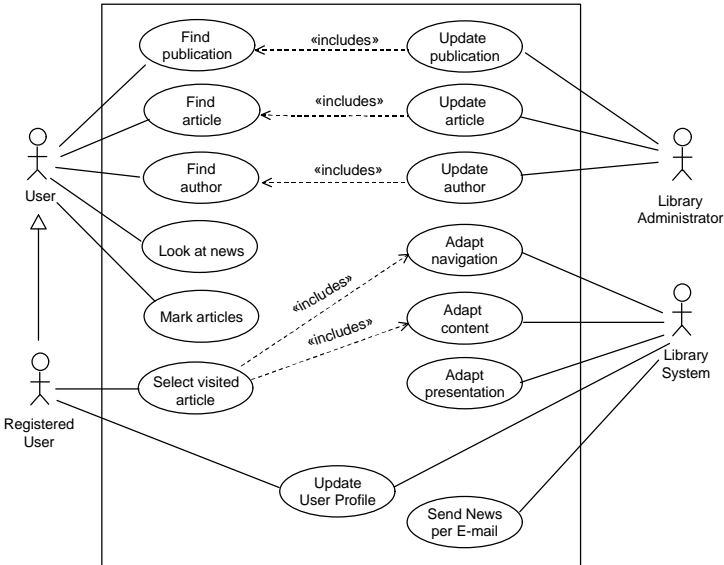 Find
publication
«includes»
Update
publication
Find
article
«includes»
Update
article
Find
author
«includes»
Update
author
User
Library
Administrator
Look at news
Adapt
navigation
«includes»
Mark articles
«includes»
Adapt
content
Library
System
Select visited
article
Adapt
presentation
Registered
User
Update
User Profile
Send News
per E-mail